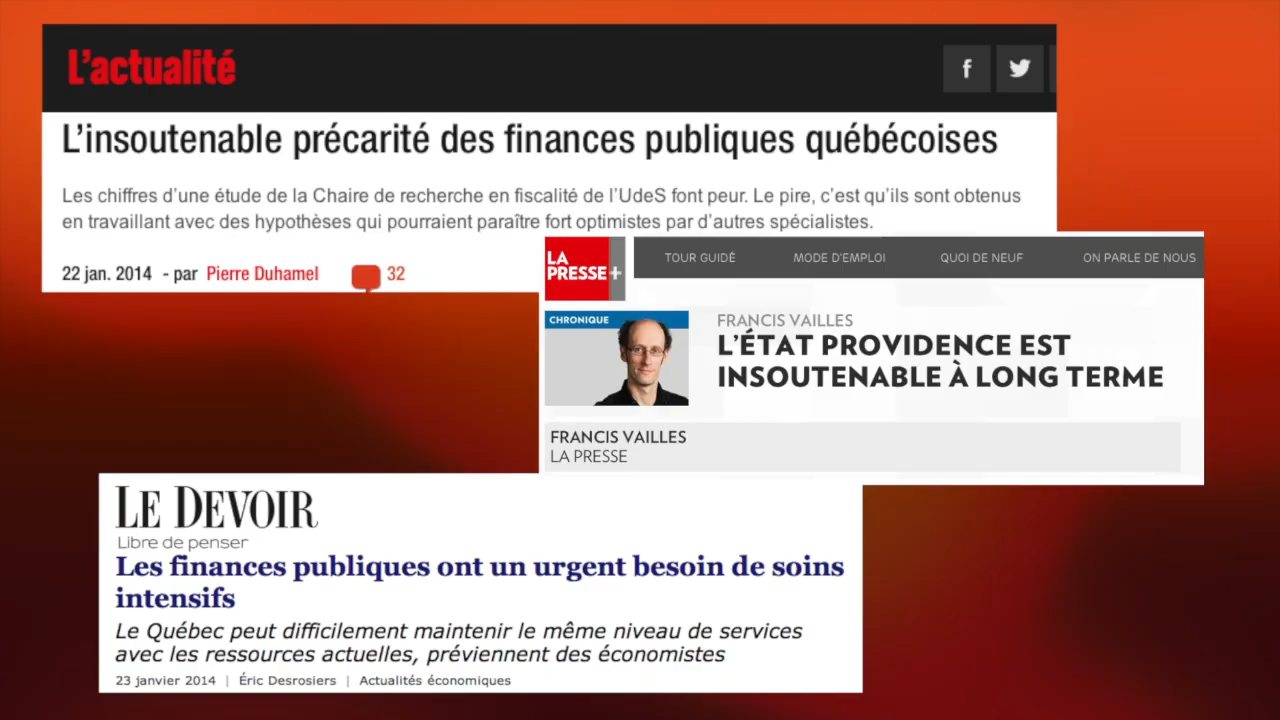 L'actualité
L'insoutenable précarité des finances publiques québécoises
Les chiffres d'une étude de la Chaire de recherche en fiscalité de l'UdeS font peur. Le pire, c'est qu'ils sont obtenus
en travaillant avec des hypothèses qui pourraient paraître fort optimistes par d'autres spécialistes.
22 jan. 2014 - par Pierre Duhamel 32
LA
PRESSE+
TOUR GUIDÉ MODE D'EMPLOI QUOI DE NEUF ON PARLE DE NOUS
CHRONIQUE
FRANCIS VAILLES
L'ÉTAT PROVIDENCE EST
INSOUTENABLE À LONG TERME
FRANCIS VAILLES
LA PRESSE
LE DEVOIR
Libre de penser
Les finances publiques ont un urgent besoin de soins
intensifs
Le Québec peut difficilement maintenir le même niveau de services
avec les ressources actuelles, préviennent des économistes
23 janvier 2014 | Éric Desrosiers | Actualités économiques